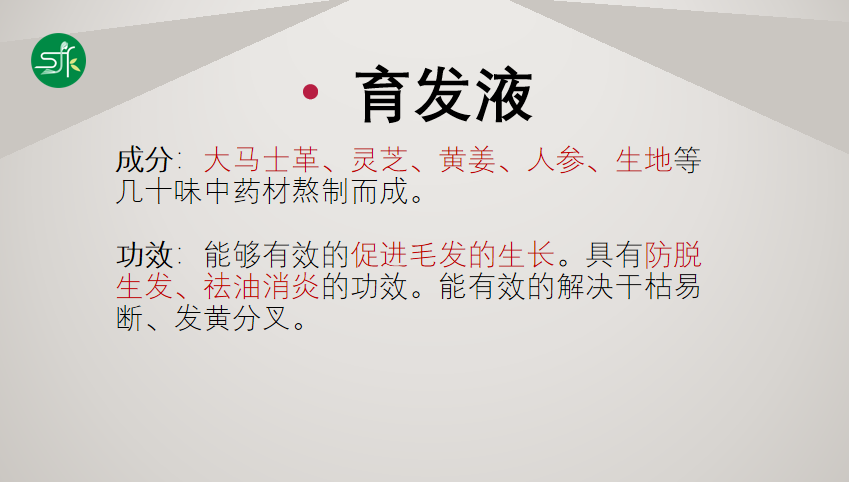 育发液
成分：大马士革、灵芝、黄姜、人参、生地等
几十味中药材熬制而成。
功效：能够有效的促进毛发的生长。具有防脱
生发、祛油消炎的功效。能有效的解决干枯易
断、发黄分叉。